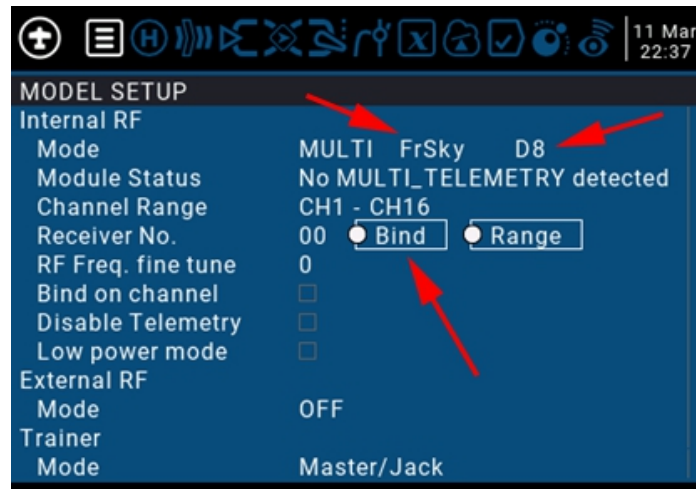 11 Mar
22:37
MODEL SETUP
Internal RF
Mode MULTI FrSky D8
Module Status No MULTI_TELEMETRY detected
Channel Range CH1 - CH16
Receiver No. 00 Bind Range
RF Freq. fine tune 0
Bind on channel
Disable Telemetry
Low power mode
External RF
Mode OFF
Trainer
Mode Master/Jack